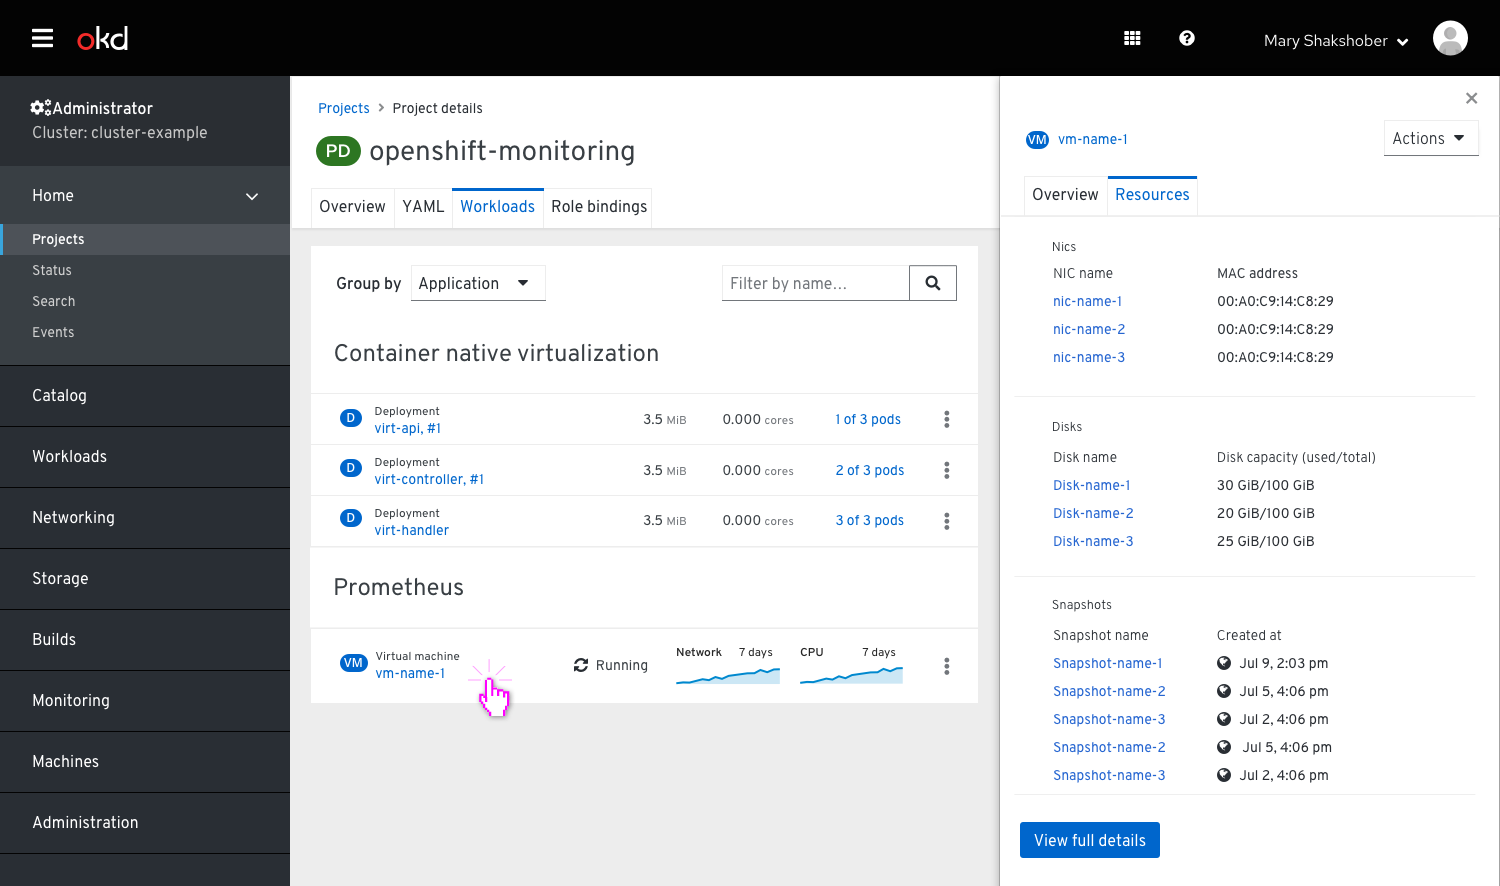 okd
Mary Shakshober
Administrator
Cluster: cluster-example
Home
Projects
Status
Search
Events
Catalog
Workloads
Networking
Storage
Builds
Monitoring
Machines
Administration
Projects > Project details
PD openshift-monitoring
Overview YAML Workloads Role bindings
Group by Application Filter by name...
Container native virtualization
D Deployment
virt-api, #1 3.5 MiB 0.000 cores 1 of 3 pods
D Deployment
virt-controller, #1 3.5 MiB 0.000 cores 2 of 3 pods
D Deployment
virt-handler 3.5 MiB 0.000 cores 3 of 3 pods
Prometheus
VM Virtual machine
vm-name-1 Running Network 7 days CPU 7 days
VM vm-name-1 Actions
Overview Resources
Nics
NIC name MAC address
nic-name-1 00:A0:C9:14:C8:29
nic-name-2 00:A0:C9:14:C8:29
nic-name-3 00:A0:C9:14:C8:29
Disks
Disk name Disk capacity (used/total)
Disk-name-1 30 GiB/100 GiB
Disk-name-2 20 GiB/100 GiB
Disk-name-3 25 GiB/100 GiB
Snapshots
Snapshot name Created at
Snapshot-name-1 Jul 9, 2:03 pm
Snapshot-name-2 Jul 5, 4:06 pm
Snapshot-name-3 Jul 2, 4:06 pm
Snapshot-name-2 Jul 5, 4:06 pm
Snapshot-name-3 Jul 2, 4:06 pm
View full details